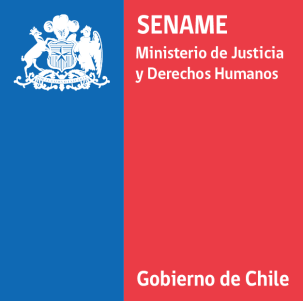 SENAME
Ministerio de Justicia
y Derechos Humanos
Gobierno de Chile